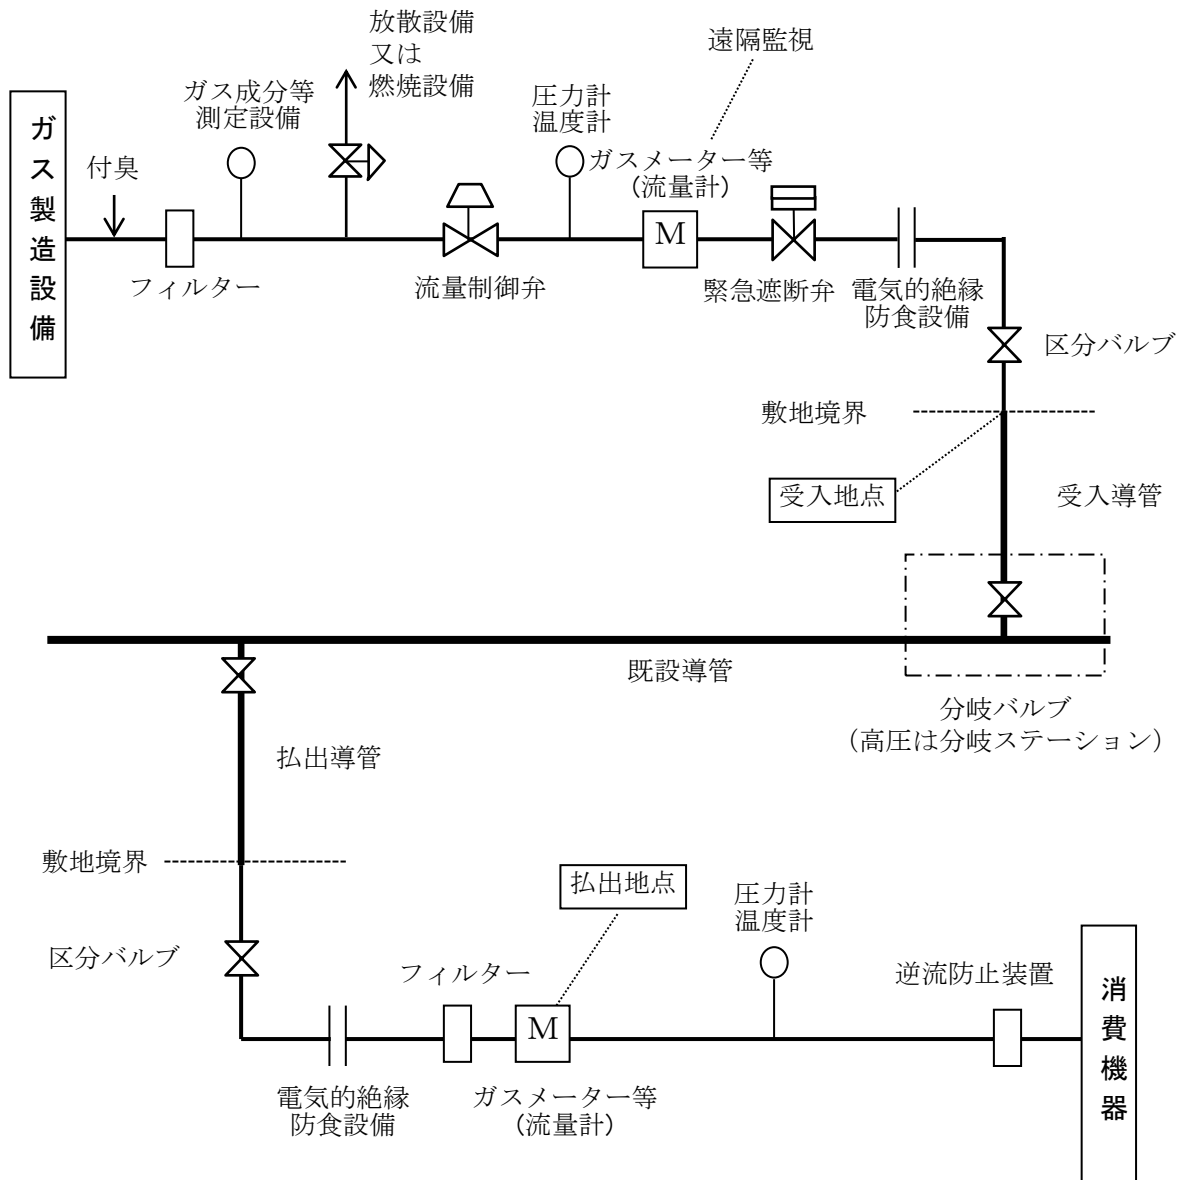 放散設備
又は
燃焼設備
遠隔監視
ガス成分等
測定設備
圧力計
温度計
ガス製造設備
付臭
ガスメーター等
(流量計)
M
フィルター
流量制御弁
緊急遮断弁
電気的絶縁
防食設備
区分バルブ
敷地境界
受入地点
受入導管
既設導管
分岐バルブ
(高圧は分岐ステーション)
払出導管
敷地境界
払出地点
圧力計
温度計
区分バルブ
フィルター
逆流防止装置
消費機器
M
電気的絶縁
防食設備
ガスメーター等
(流量計)